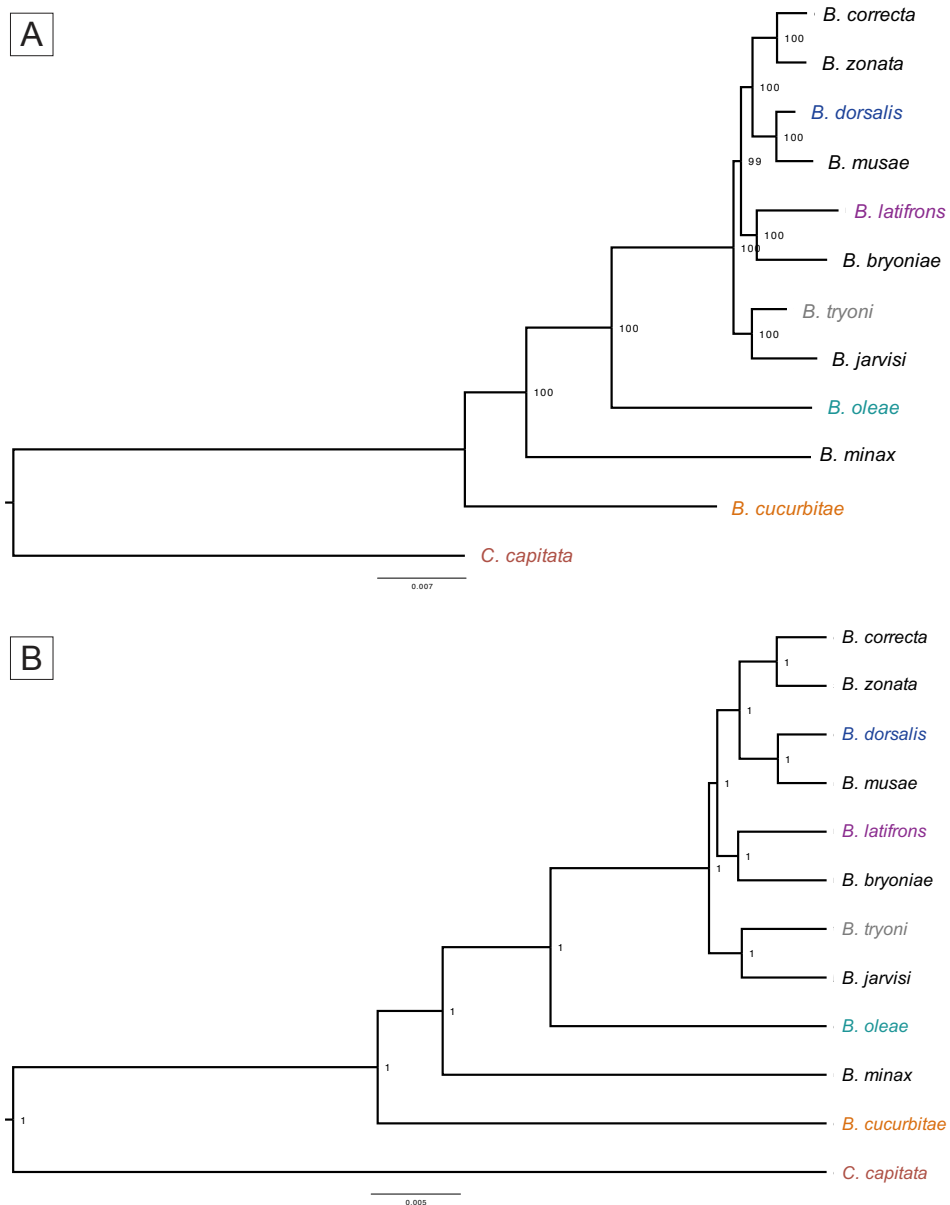 A
B. correcta
100
B. zonata
100
B. dorsalis
100
B. musae
99
B. latifrons
100
100
B. bryoniae
B. tryoni
100
100
B. jarvisi
100
B. oleae
B. minax
B. cucurbitae
C. capitata
0.007
B
B. correcta
1
B. zonata
1
B. dorsalis
1
B. musae
1
B. latifrons
1
1
B. bryoniae
B. tryoni
1
1
B. jarvisi
1
B. oleae
1
B. minax
1
B. cucurbitae
C. capitata
0.005